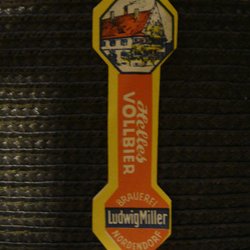 Helles
VOLLBIER
BRAUEREI
Ludwig Miller
NORDENDORF